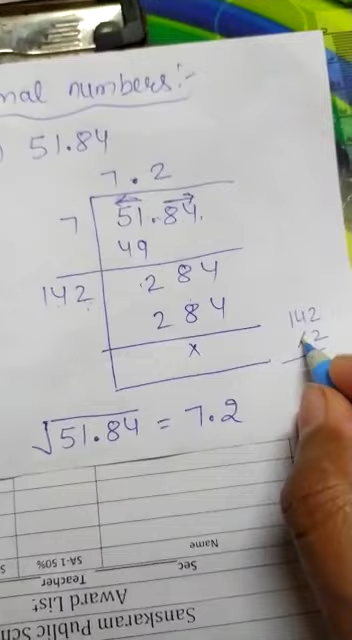 nal numbers:-
) 51.84
7.2
7 51.84.
49
142 284
284
x
142
×2
√51.84 = 7.2
Name
Sec
SA-1 50%
Teacher
Award List
Sanskaram Public Sch